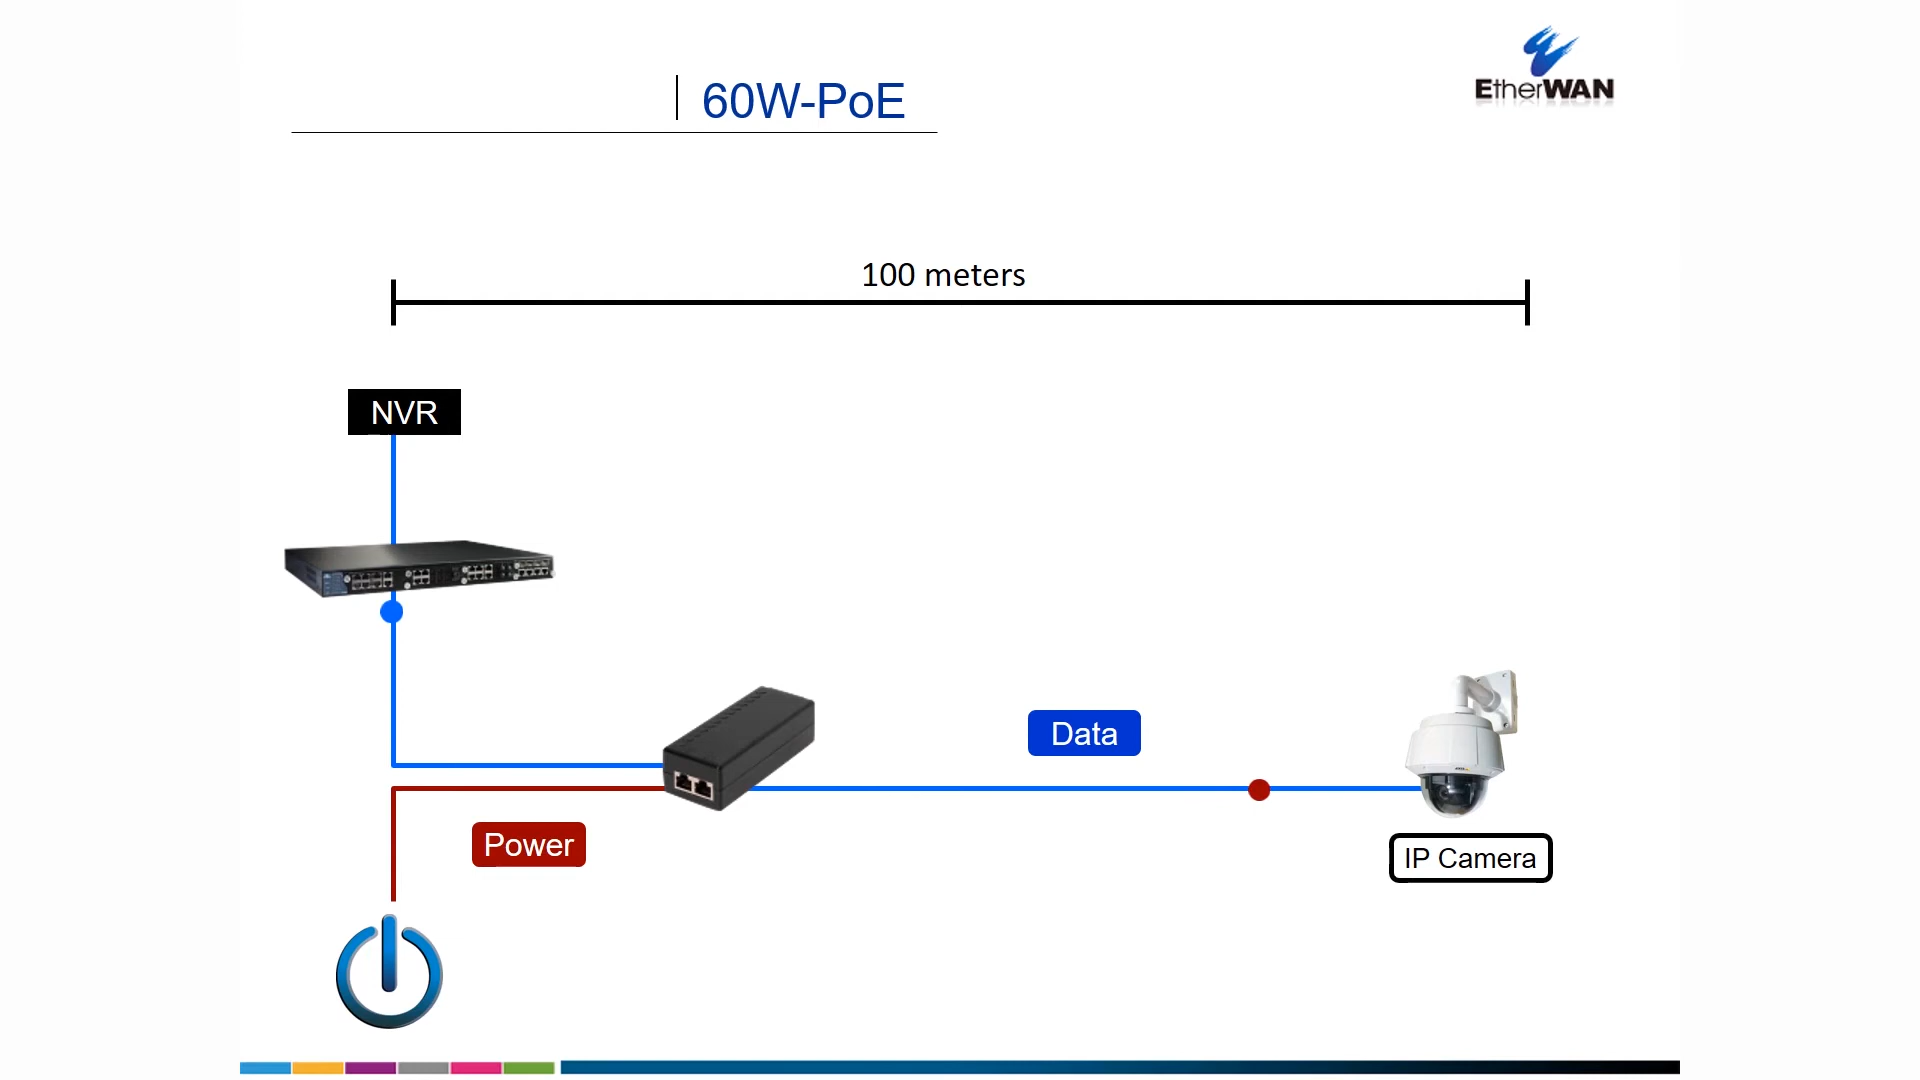 60W-PoE
EtherWAN
100 meters
NVR
Data
Power
IP Camera